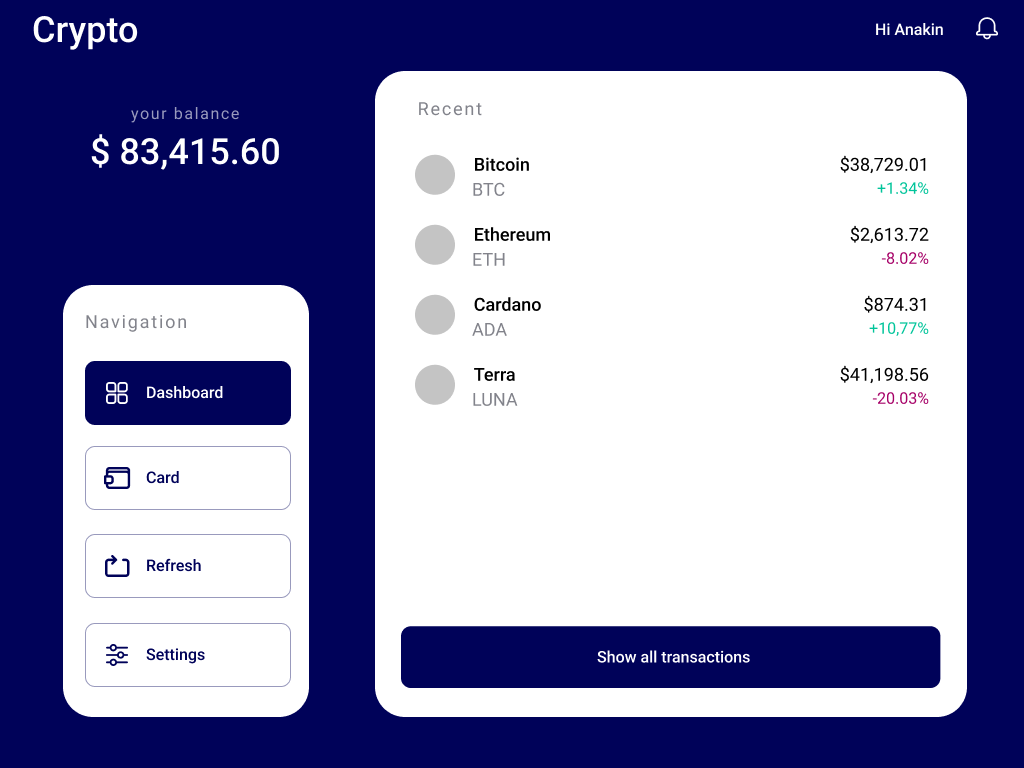 Crypto
Hi Anakin
your balance
$ 83,415.60
Navigation
Dashboard
Card
Refresh
Settings
Recent
Bitcoin $38,729.01
BTC +1.34%
Ethereum $2,613.72
ETH -8.02%
Cardano $874.31
ADA +10,77%
Terra $41,198.56
LUNA -20.03%
Show all transactions